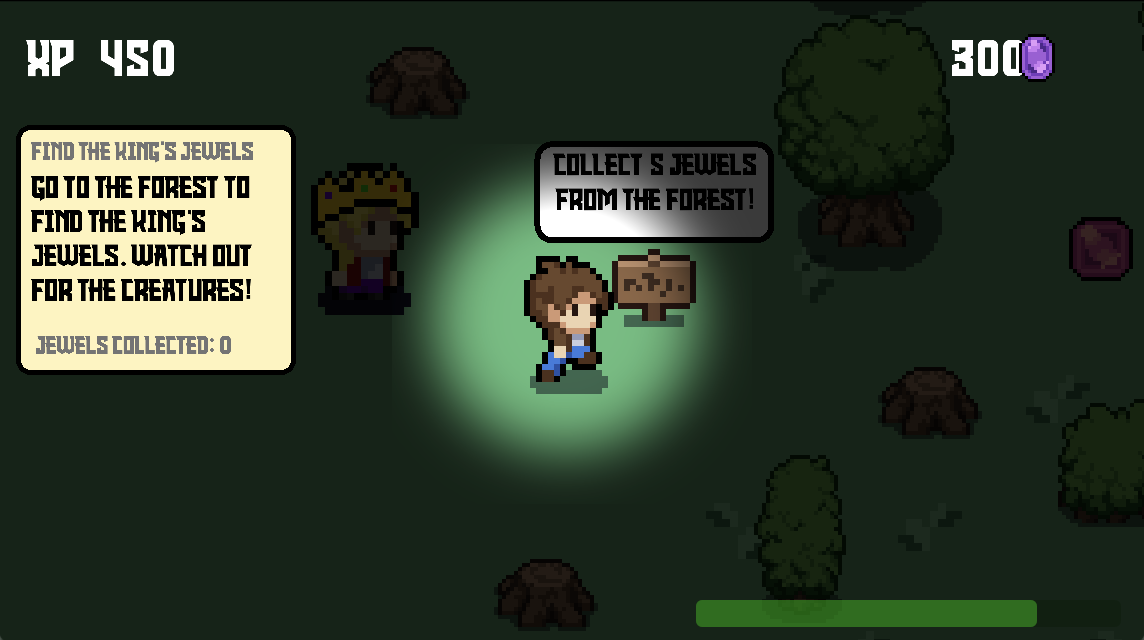 XP 450
300
FIND THE KING'S JEWELS
GO TO THE FOREST TO
FIND THE KING'S
JEWELS. WATCH OUT
FOR THE CREATURES!
JEWELS COLLECTED: 0
COLLECT 5 JEWELS
FROM THE FOREST!